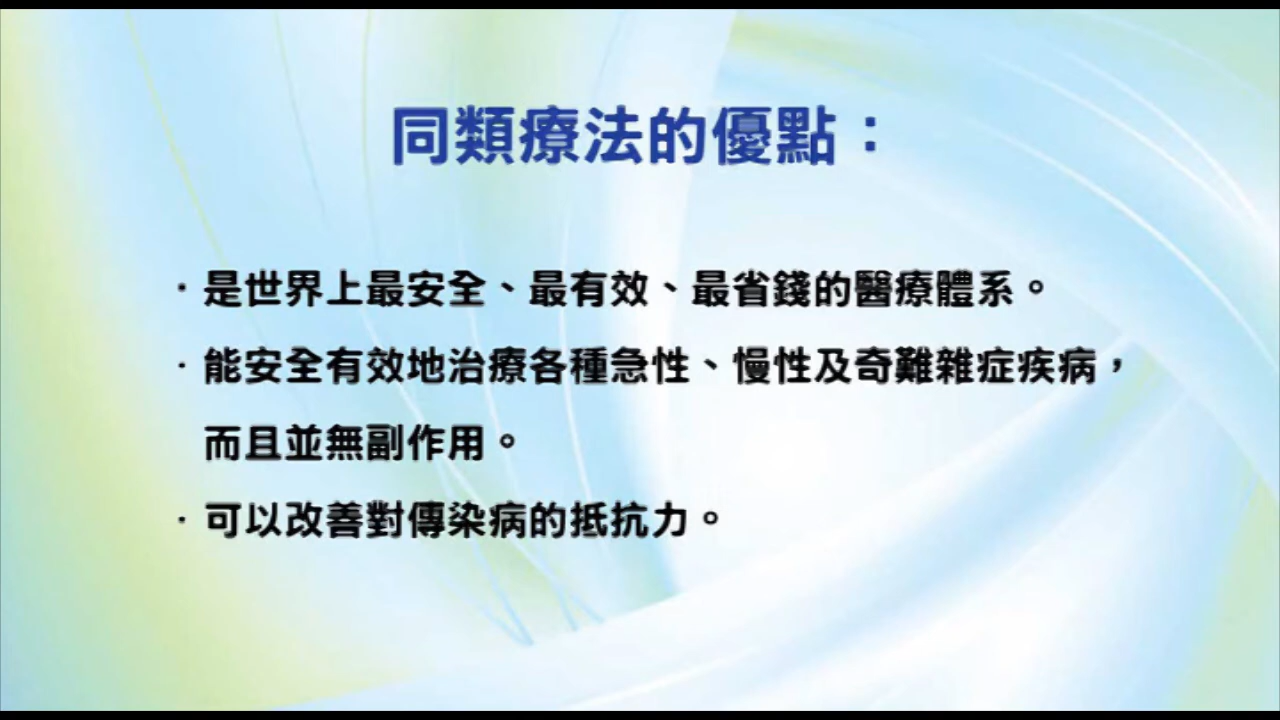 同類療法的優點：
·是世界上最安全、最有效、最省錢的醫療體系。
·能安全有效地治療各種急性、慢性及奇難雜症疾病，
而且並無副作用。
·可以改善對傳染病的抵抗力。